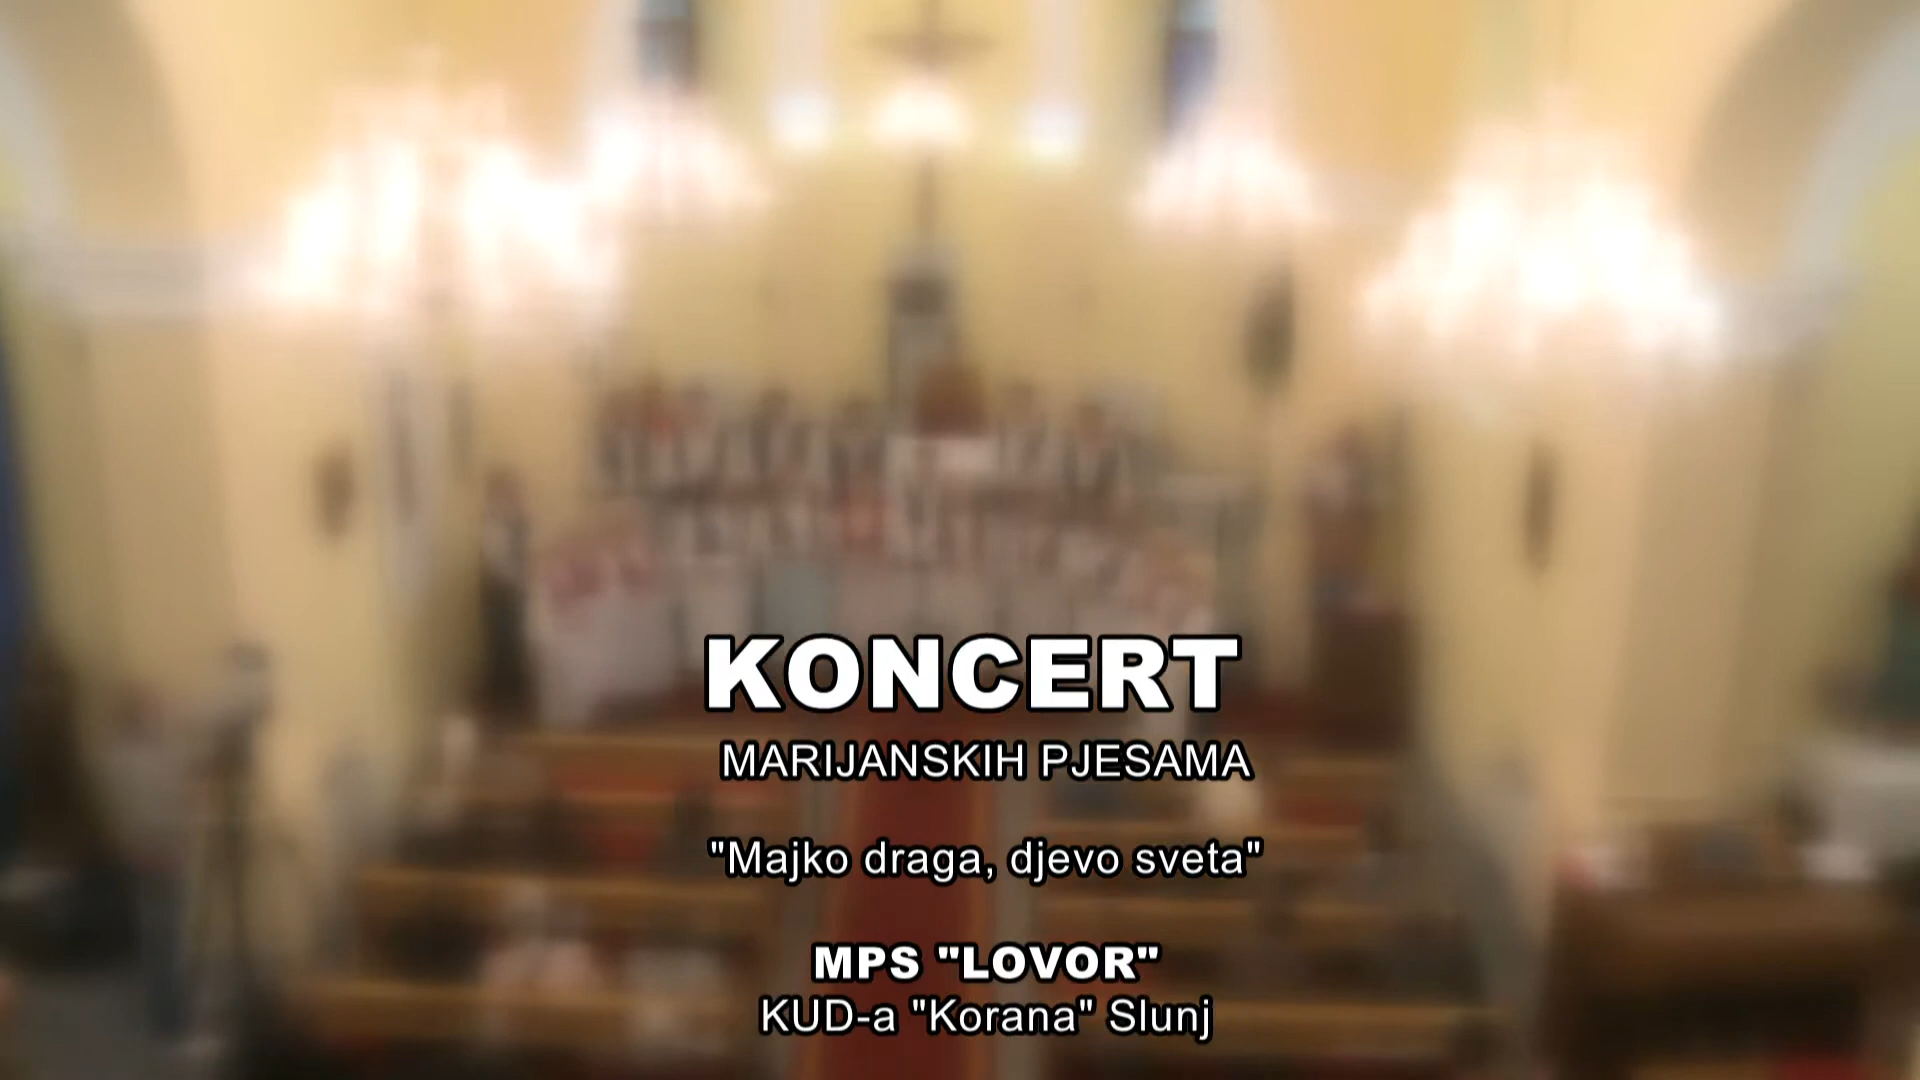 KONCERT
MARIJANSKIH PJESAMA
"Majko draga, djevo sveta"
MPS "LOVOR"
KUD-a "Korana" Slunj